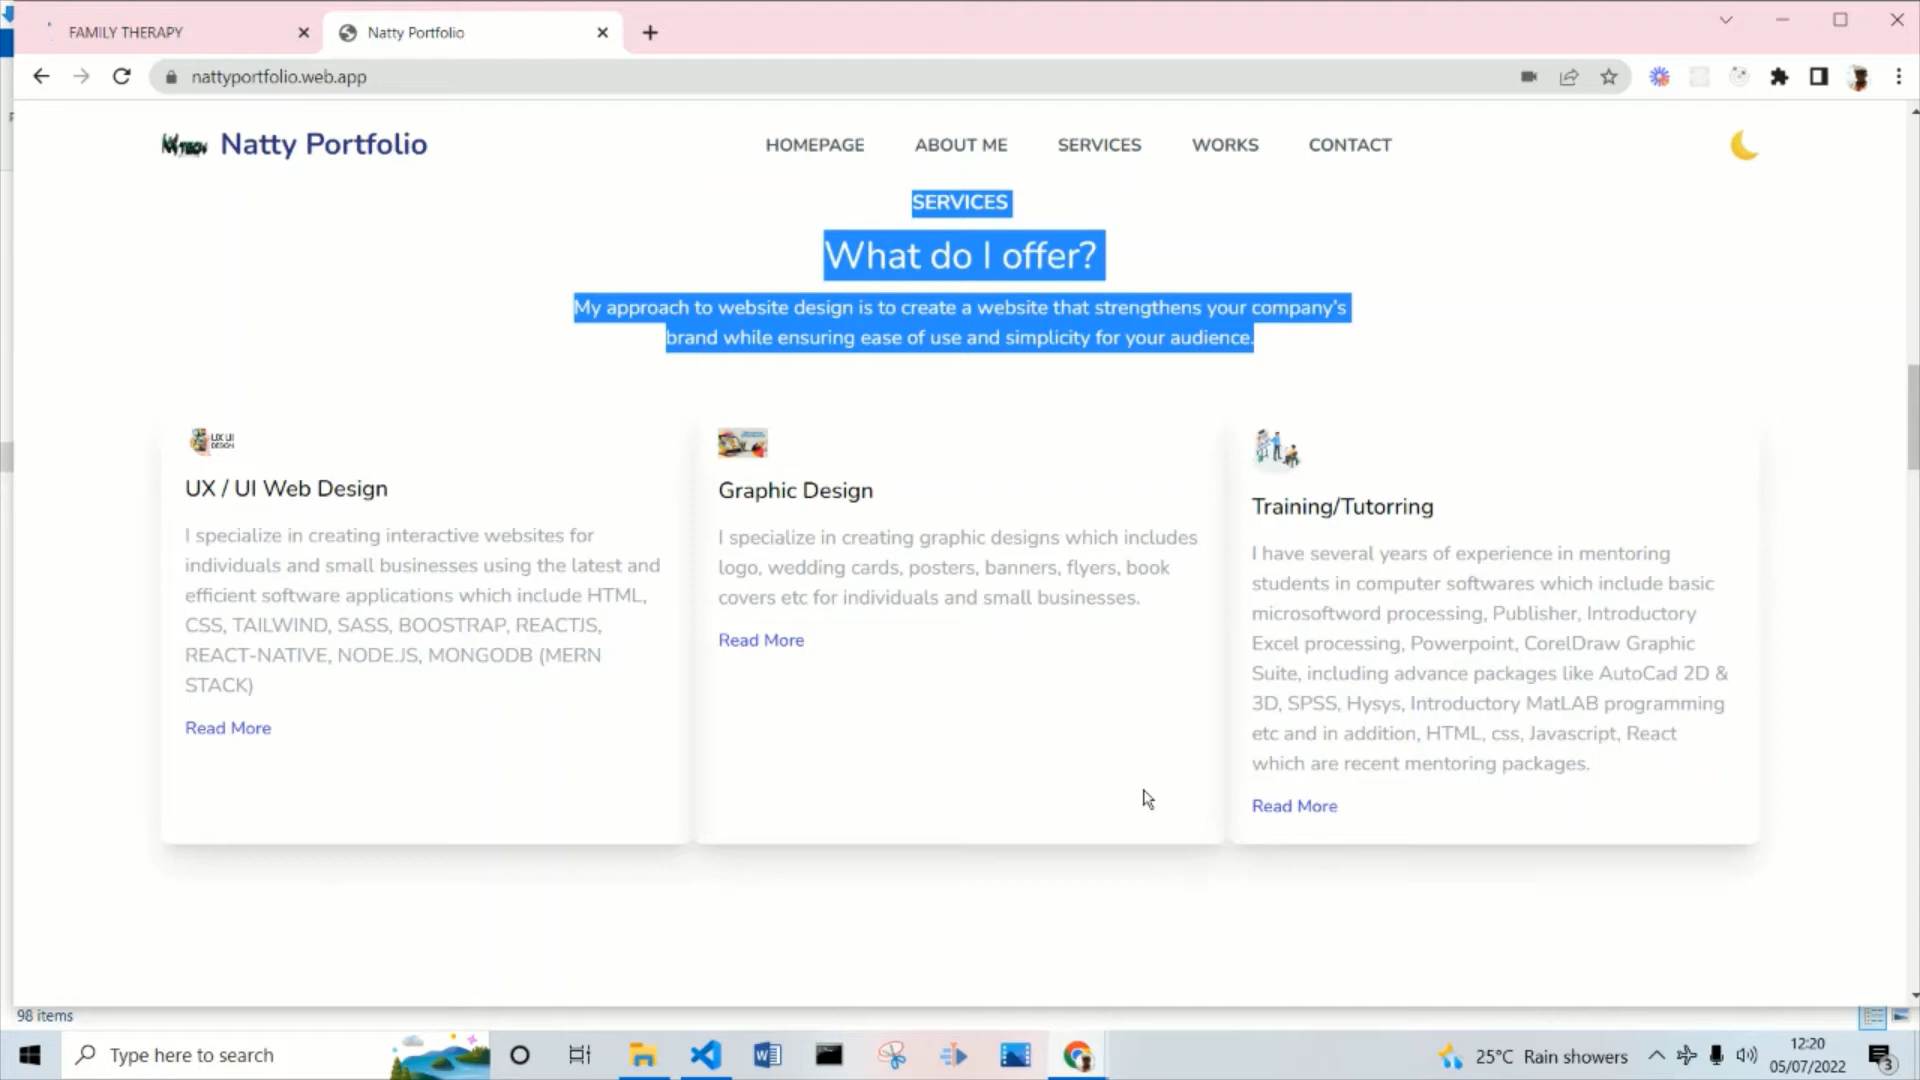 FAMILY THERAPY
Natty Portfolio
nattyportfolio.web.app
Natty Portfolio
HOMEPAGE
ABOUT ME
SERVICES
WORKS
CONTACT
SERVICES
What do I offer?
My approach to website design is to create a website that strengthens your company's
brand while ensuring ease of use and simplicity for your audience.
UX UI
DESIGN
UX / UI Web Design
I specialize in creating interactive websites for
individuals and small businesses using the latest and
efficient software applications which include HTML,
CSS, TAILWIND, SASS, BOOSTRAP, REACTJS,
REACT-NATIVE, NODE.JS, MONGODB (MERN
STACK)
Read More
Graphic Design
I specialize in creating graphic designs which includes
logo, wedding cards, posters, banners, flyers, book
covers etc for individuals and small businesses.
Read More
Training/Tutorring
I have several years of experience in mentoring
students in computer softwares which include basic
microsoftword processing, Publisher, Introductory
Excel processing, Powerpoint, CorelDraw Graphic
Suite, including advance packages like AutoCad 2D &
3D, SPSS, Hysys, Introductory MatLAB programming
etc and in addition, HTML, css, Javascript, React
which are recent mentoring packages.
Read More
98 items
Type here to search
25°C Rain showers
12:20
05/07/2022
3